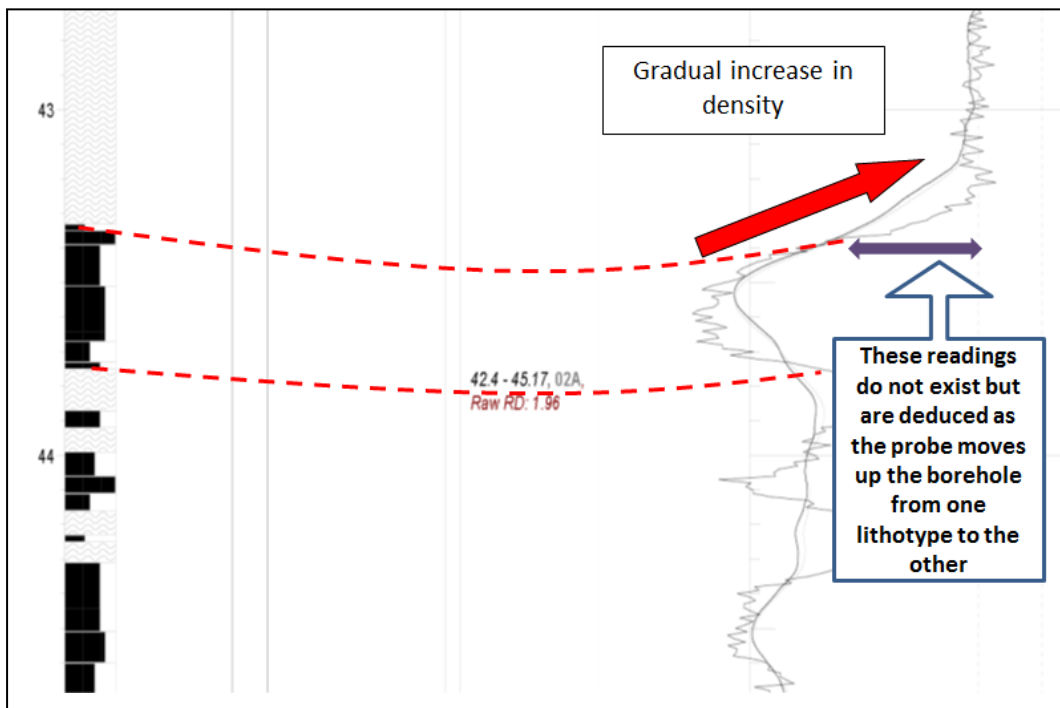 Gradual increase in
density
43
These readings
do not exist but
are deduced as
the probe moves
up the borehole
from one
lithotype to the
other
42.4 - 45.17, 02A,
Raw RD: 1.96
44